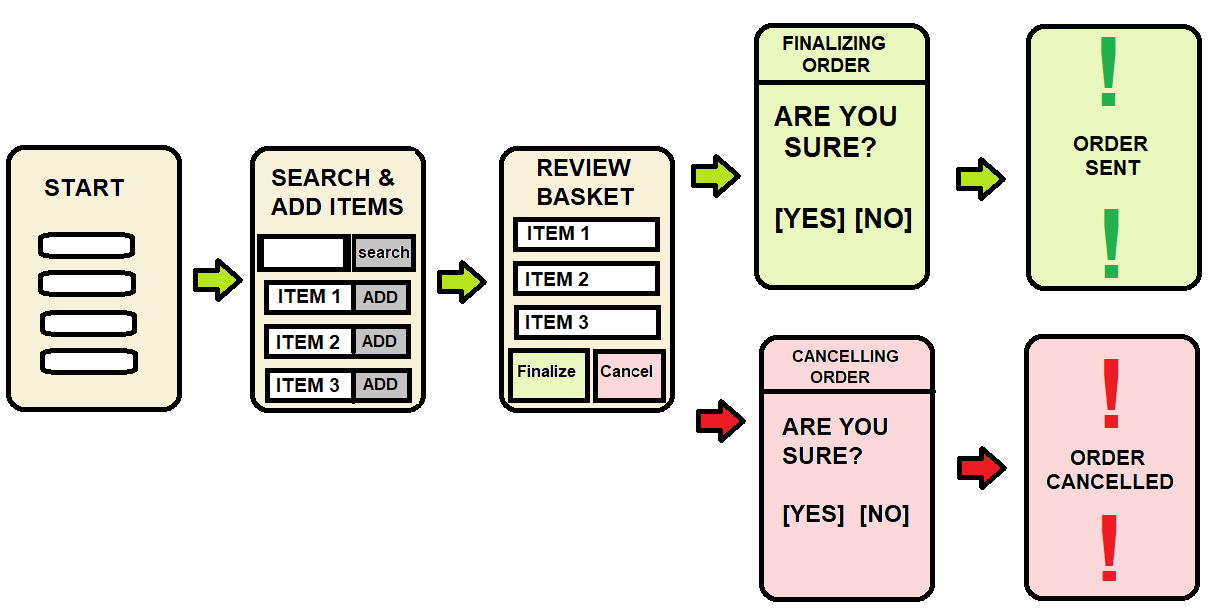 START
SEARCH &
ADD ITEMS
search
ITEM 1 ADD
ITEM 2 ADD
ITEM 3 ADD
REVIEW
BASKET
ITEM 1
ITEM 2
ITEM 3
Finalize Cancel
FINALIZING
ORDER
ARE YOU
SURE?
[YES] [NO]
!
ORDER
SENT
!
CANCELLING
ORDER
ARE YOU
SURE?
[YES] [NO]
!
ORDER
CANCELLED
!